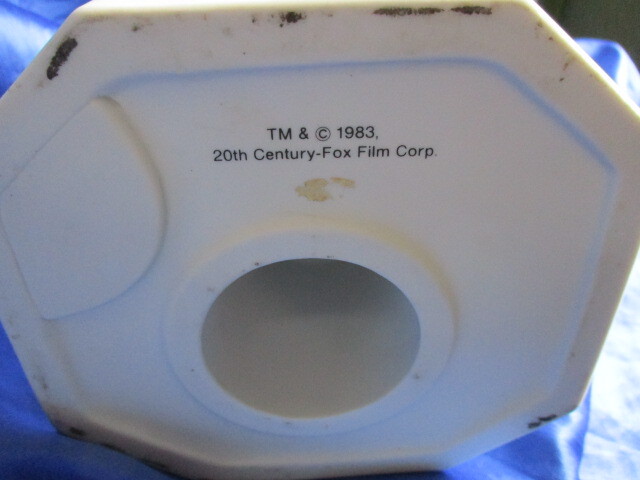 TM & © 1983,
20th Century-Fox Film Corp.